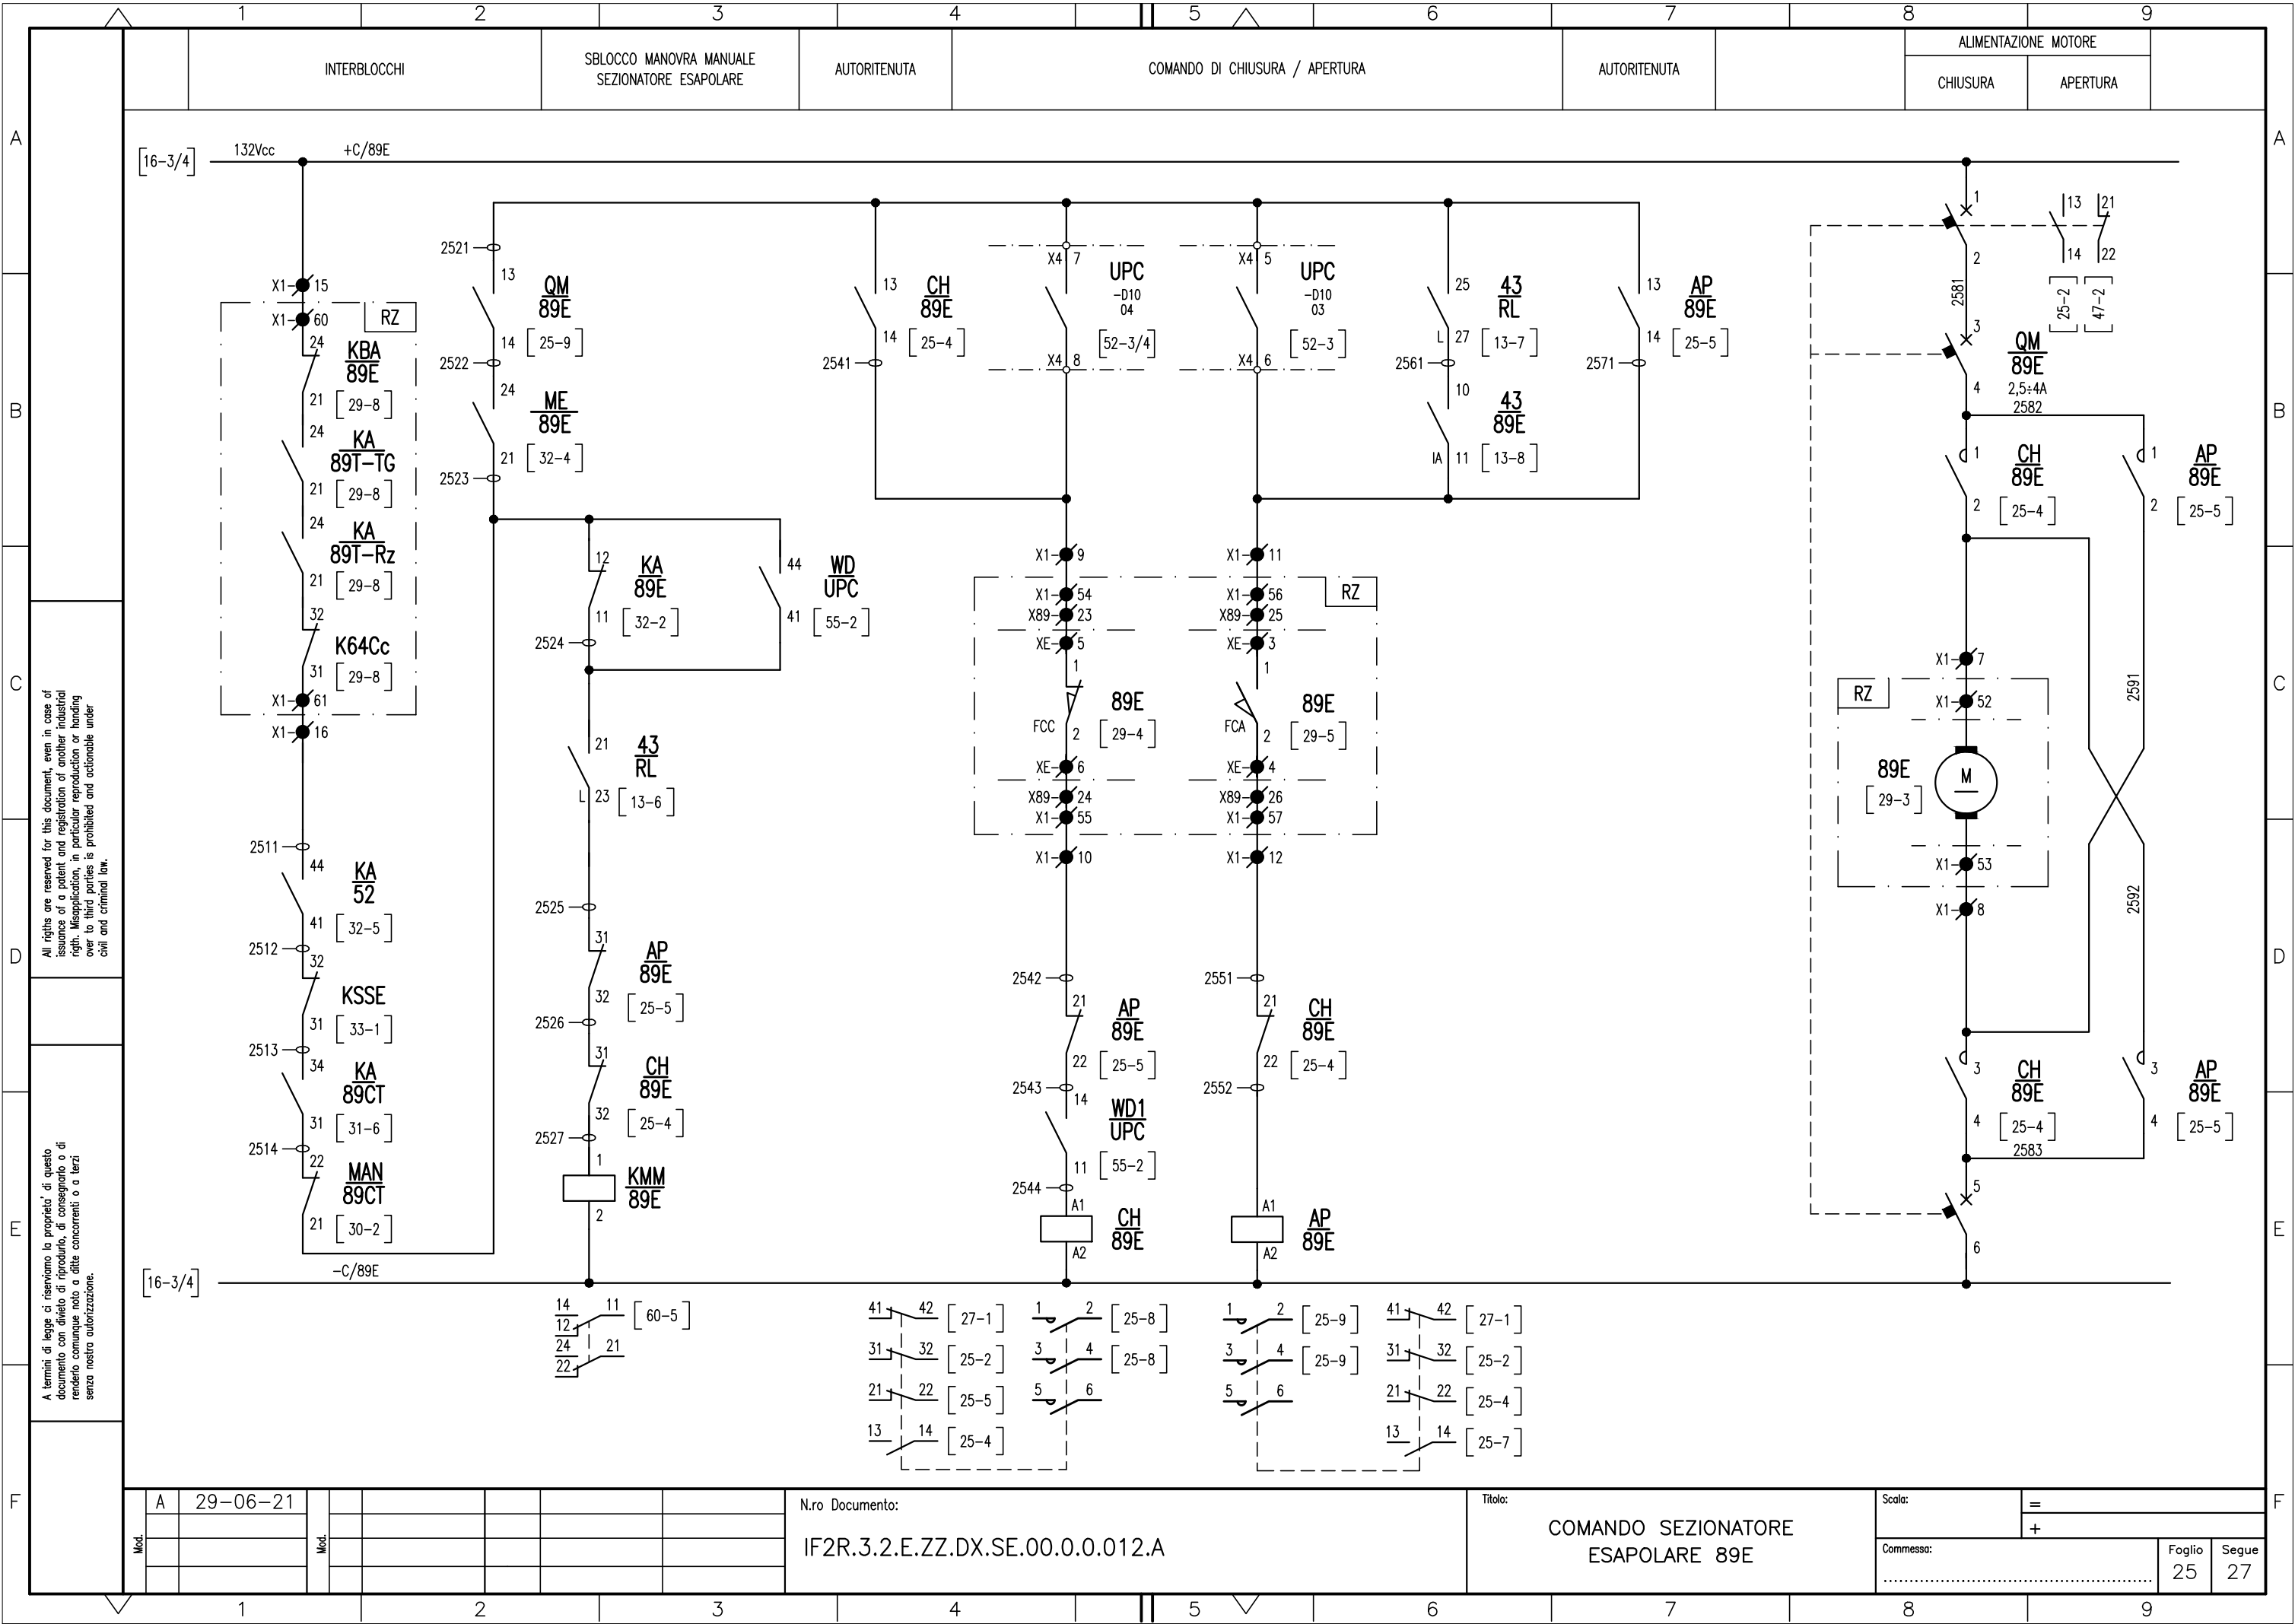 1 2 3 4 5 6 7 8 9
INTERBLOCCHI
SBLOCCO MANOVRA MANUALE
SEZIONATORE ESAPOLARE
AUTORITENUTA
COMANDO DI CHIUSURA / APERTURA
AUTORITENUTA
ALIMENTAZIONE MOTORE
CHIUSURA
APERTURA
A A
B B
C C
D D
E E
F F
[16-3/4] 132Vcc +C/89E
X1- 15
X1- 60
RZ
24
KBA
89E
21 [29-8]
24
KA
89T-TG
21 [29-8]
24
KA
89T-Rz
21 [29-8]
32
K64Cc
31 [29-8]
X1- 61
X1- 16
2511
44
KA
52
41 [32-5]
2512
32
KSSE
31 [33-1]
2513
34
KA
89CT
31 [31-6]
2514
22
MAN
89CT
21 [30-2]
2521
13
QM
89E
14 [25-9]
2522
24
ME
89E
21 [32-4]
2523
12
KA
89E
11 [32-2]
2524
44
WD
UPC
41 [55-2]
21
43
RL
L 23 [13-6]
2525
31
AP
89E
32 [25-5]
2526
31
CH
89E
32 [25-4]
2527
1
KMM
89E
2
13
CH
89E
14 [25-4]
2541
X4 7
UPC
-D10
04
[52-3/4]
X4 8
X4 5
UPC
-D10
03
[52-3]
X4 6
25
43
RL
L 27 [13-7]
2561
10
43
89E
IA 11 [13-8]
13
AP
89E
14 [25-5]
2571
X1- 9
X1- 54
X89- 23
XE- 5
1
89E
FCC
2 [29-4]
XE- 6
X89- 24
X1- 55
X1- 10
X1- 11
X1- 56
RZ
X89- 25
XE- 3
1
89E
FCA
2 [29-5]
XE- 4
X89- 26
X1- 57
X1- 12
2542
21
AP
89E
22 [25-5]
2543
14
WD1
UPC
11 [55-2]
2544
A1
CH
89E
A2
2551
21
CH
89E
22 [25-4]
2552
A1
AP
89E
A2
1
2
13 21
14 22
[25-2] [47-2]
2581
3
QM
89E
4 2,5÷4A
2582
1
CH
89E
2 [25-4]
1
AP
89E
2 [25-5]
X1- 7
RZ
X1- 52
89E
[29-3]
M
X1- 53
X1- 8
2591
2592
3
CH
89E
4 [25-4]
2583
3
AP
89E
4 [25-5]
5
6
[16-3/4] -C/89E
14 11 [60-5]
12
24 21
22
41 42 [27-1]
31 32 [25-2]
21 22 [25-5]
13 14 [25-4]
1 2 [25-8]
3 4 [25-8]
5 6
1 2 [25-9]
3 4 [25-9]
5 6
41 42 [27-1]
31 32 [25-2]
21 22 [25-4]
13 14 [25-7]
All rigths are reserved for this document, even in case of
issuance of a patent and registration of another industrial
rigth. Misapplication, in particular reproduction or handing
over to third parties is prohibited and actionable under
civil and criminal law.
A termini di legge ci riserviamo la proprieta' di questo
documento con divieto di riprodurlo, di consegnarlo o di
renderlo comunque noto a ditte concorrenti o a terzi
senza nostra autorizzazione.
Mod.
A 29-06-21
Mod.
N.ro Documento:
IF2R.3.2.E.ZZ.DX.SE.00.0.0.012.A
Titolo:
COMANDO SEZIONATORE
ESAPOLARE 89E
Scala:
=
+
Commessa:
Foglio
25
Segue
27
1 2 3 4 5 6 7 8 9